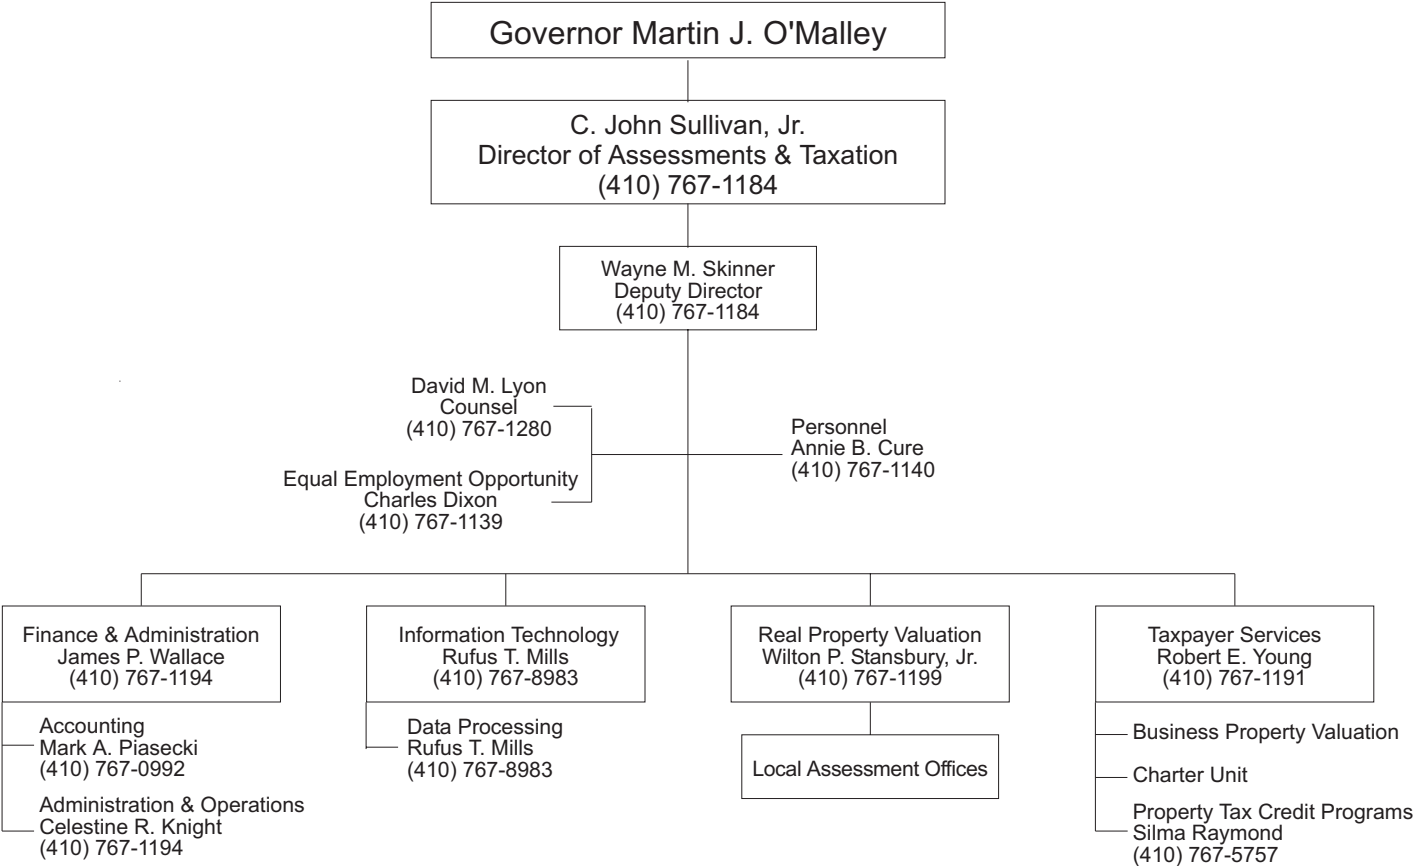 Governor Martin J. O'Malley
C. John Sullivan, Jr.
Director of Assessments & Taxation
(410) 767-1184
Wayne M. Skinner
Deputy Director
(410) 767-1184
David M. Lyon
Counsel
(410) 767-1280
Personnel
Annie B. Cure
(410) 767-1140
Equal Employment Opportunity
Charles Dixon
(410) 767-1139
Finance & Administration
James P. Wallace
(410) 767-1194
Accounting
Mark A. Piasecki
(410) 767-0992
Administration & Operations
Celestine R. Knight
(410) 767-1194
Information Technology
Rufus T. Mills
(410) 767-8983
Data Processing
Rufus T. Mills
(410) 767-8983
Real Property Valuation
Wilton P. Stansbury, Jr.
(410) 767-1199
Local Assessment Offices
Taxpayer Services
Robert E. Young
(410) 767-1191
Business Property Valuation
Charter Unit
Property Tax Credit Programs
Silma Raymond
(410) 767-5757